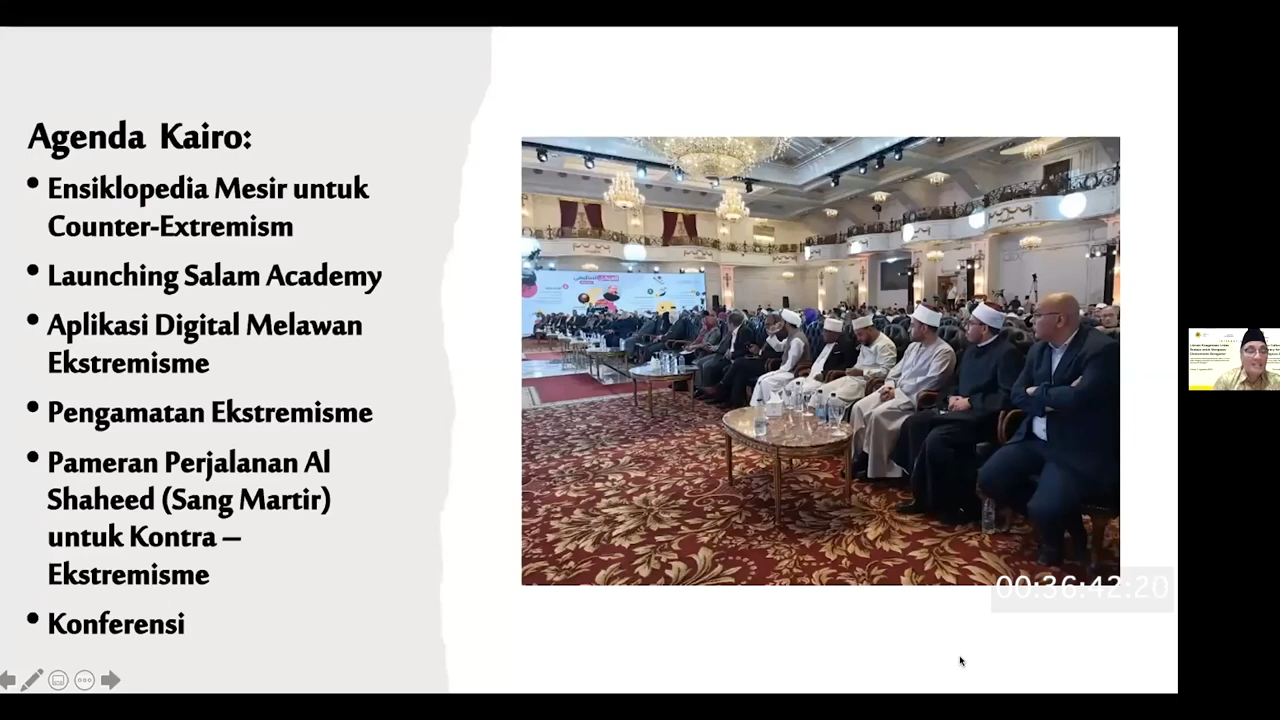 Agenda Kairo:
• Ensiklopedia Mesir untuk
Counter-Extremism
• Launching Salam Academy
• Aplikasi Digital Melawan
Ekstremisme
• Pengamatan Ekstremisme
• Pameran Perjalanan Al
Shaheed (Sang Martir)
untuk Kontra –
Ekstremisme
• Konferensi
00:36:42:20